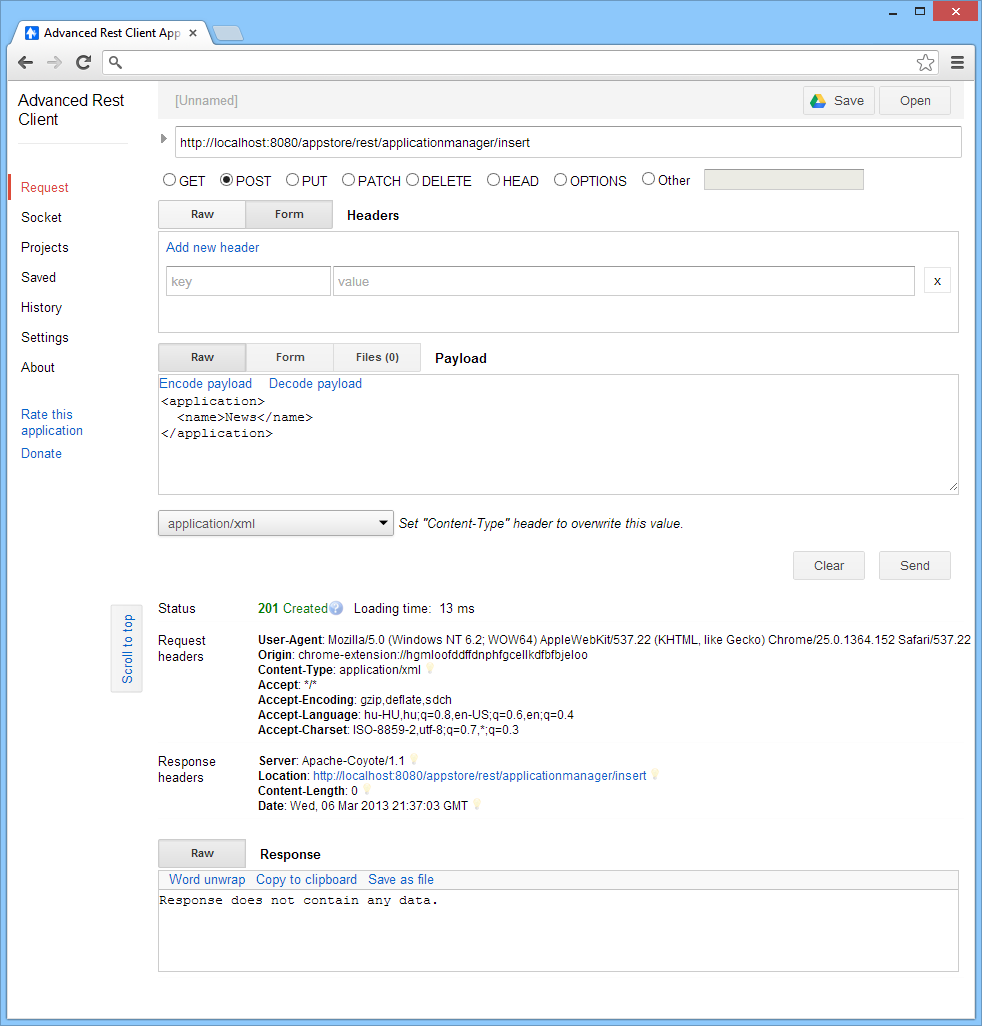 Advanced Rest Client App
Advanced Rest
Client
[Unnamed]
Save
Open
http://localhost:8080/appstore/rest/applicationmanager/insert
GET POST PUT PATCH DELETE HEAD OPTIONS Other
Request
Socket
Projects
Saved
History
Settings
About
Rate this
application
Donate
Raw Form Headers
Add new header
key value x
Raw Form Files (0) Payload
Encode payload Decode payload
<application>
  <name>News</name>
</application>
application/xml Set "Content-Type" header to overwrite this value.
Clear Send
Scroll to top
Status 201 Created Loading time: 13 ms
Request
headers
User-Agent: Mozilla/5.0 (Windows NT 6.2; WOW64) AppleWebKit/537.22 (KHTML, like Gecko) Chrome/25.0.1364.152 Safari/537.22
Origin: chrome-extension://hgmloofddffdnphfgcellkdfbfbjeloo
Content-Type: application/xml
Accept: */*
Accept-Encoding: gzip,deflate,sdch
Accept-Language: hu-HU,hu;q=0.8,en-US;q=0.6,en;q=0.4
Accept-Charset: ISO-8859-2,utf-8;q=0.7,*;q=0.3
Response
headers
Server: Apache-Coyote/1.1
Location: http://localhost:8080/appstore/rest/applicationmanager/insert
Content-Length: 0
Date: Wed, 06 Mar 2013 21:37:03 GMT
Raw Response
Word unwrap Copy to clipboard Save as file
Response does not contain any data.